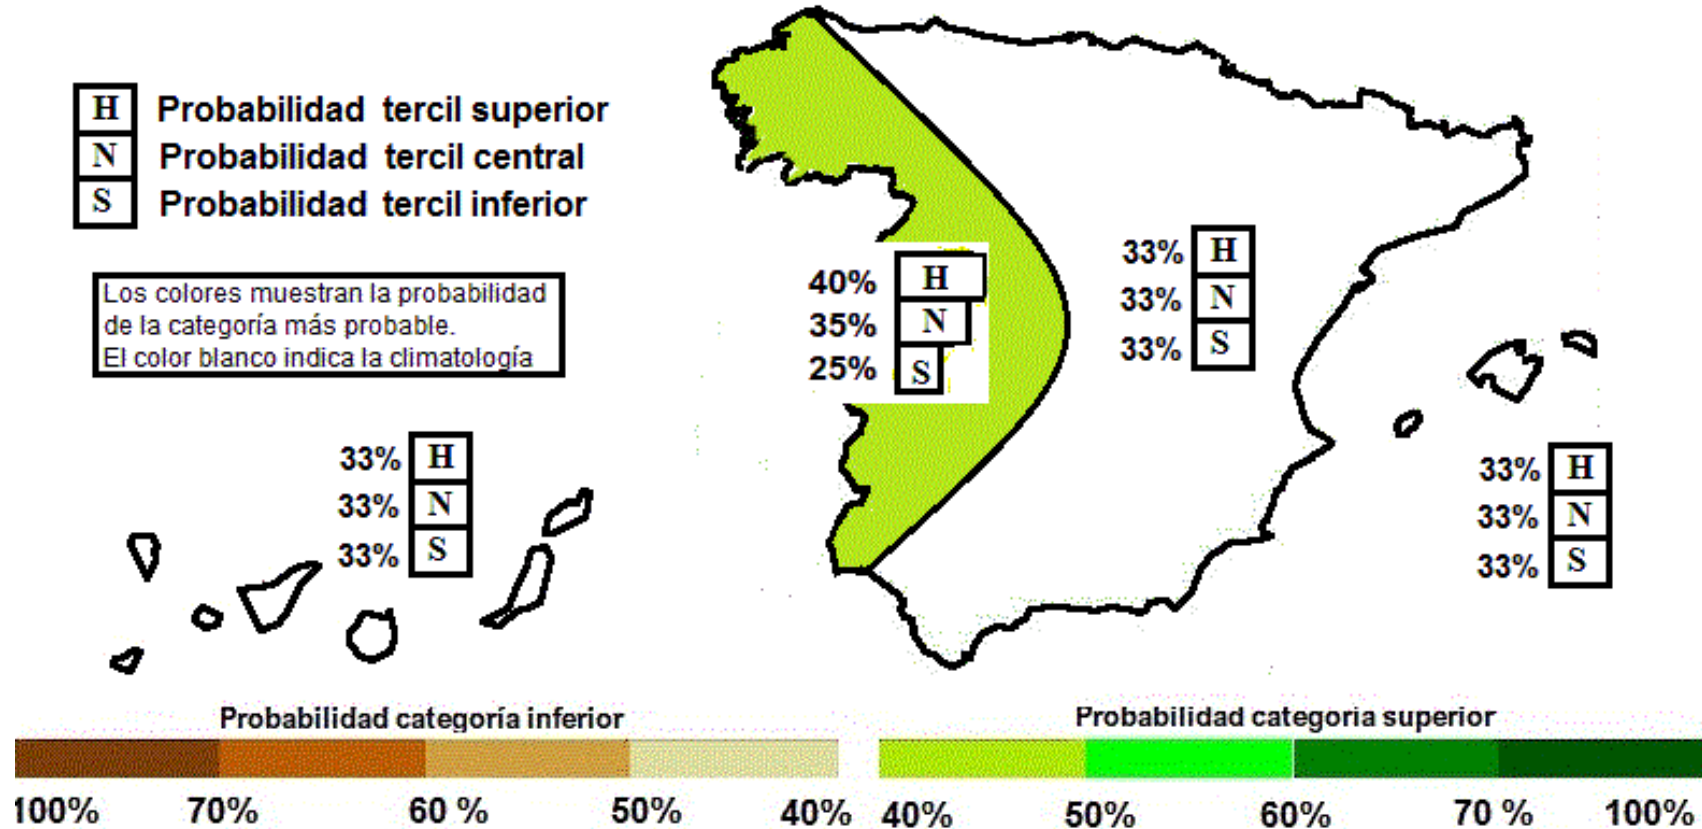 H Probabilidad tercil superior
N Probabilidad tercil central
S Probabilidad tercil inferior
Los colores muestran la probabilidad
de la categoría más probable.
El color blanco indica la climatología
40% H
35% N
25% S
33% H
33% N
33% S
33% H
33% N
33% S
33% H
33% N
33% S
Probabilidad categoría inferior
100% 70% 60 % 50% 40%
Probabilidad categoria superior
40% 50% 60% 70 % 100%